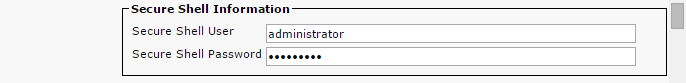 Secure Shell Information
Secure Shell User administrator
Secure Shell Password •••••••••